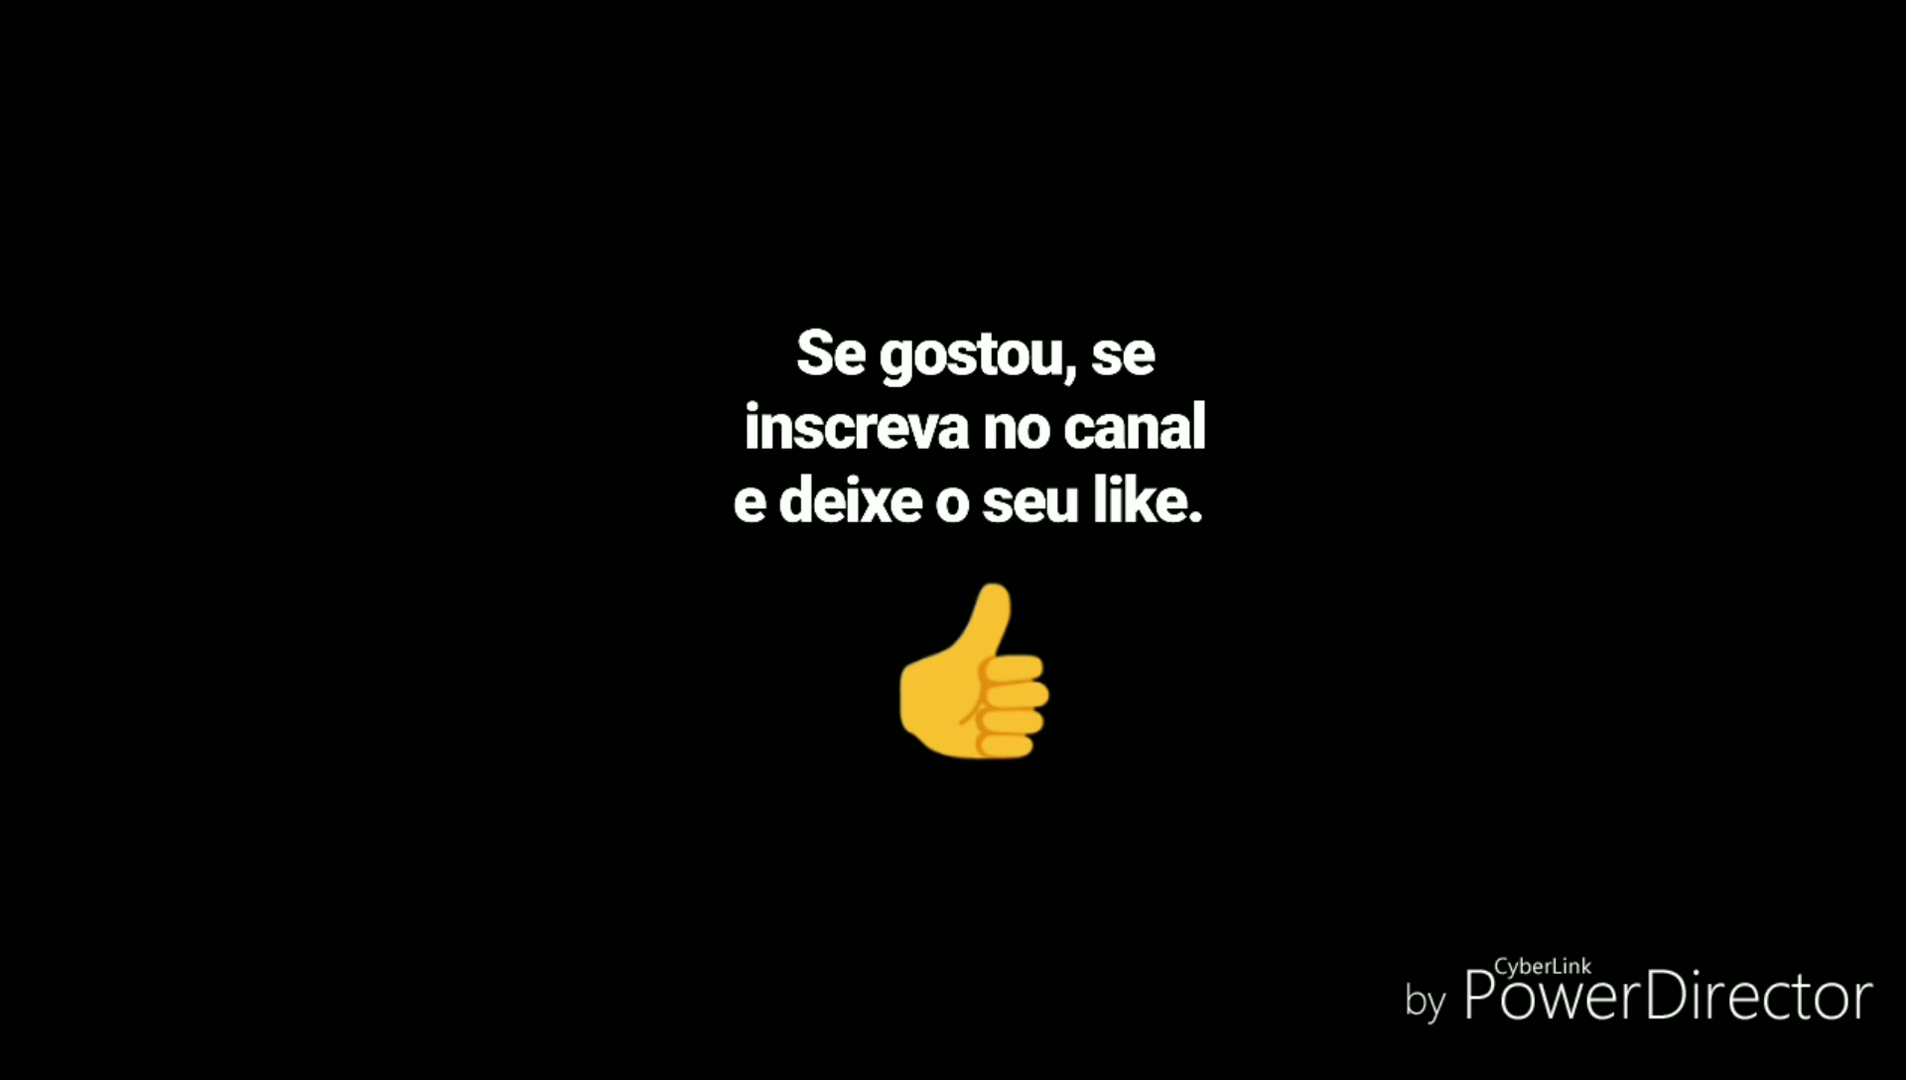 Se gostou, se
inscreva no canal
e deixe o seu like.
CyberLink
by PowerDirector